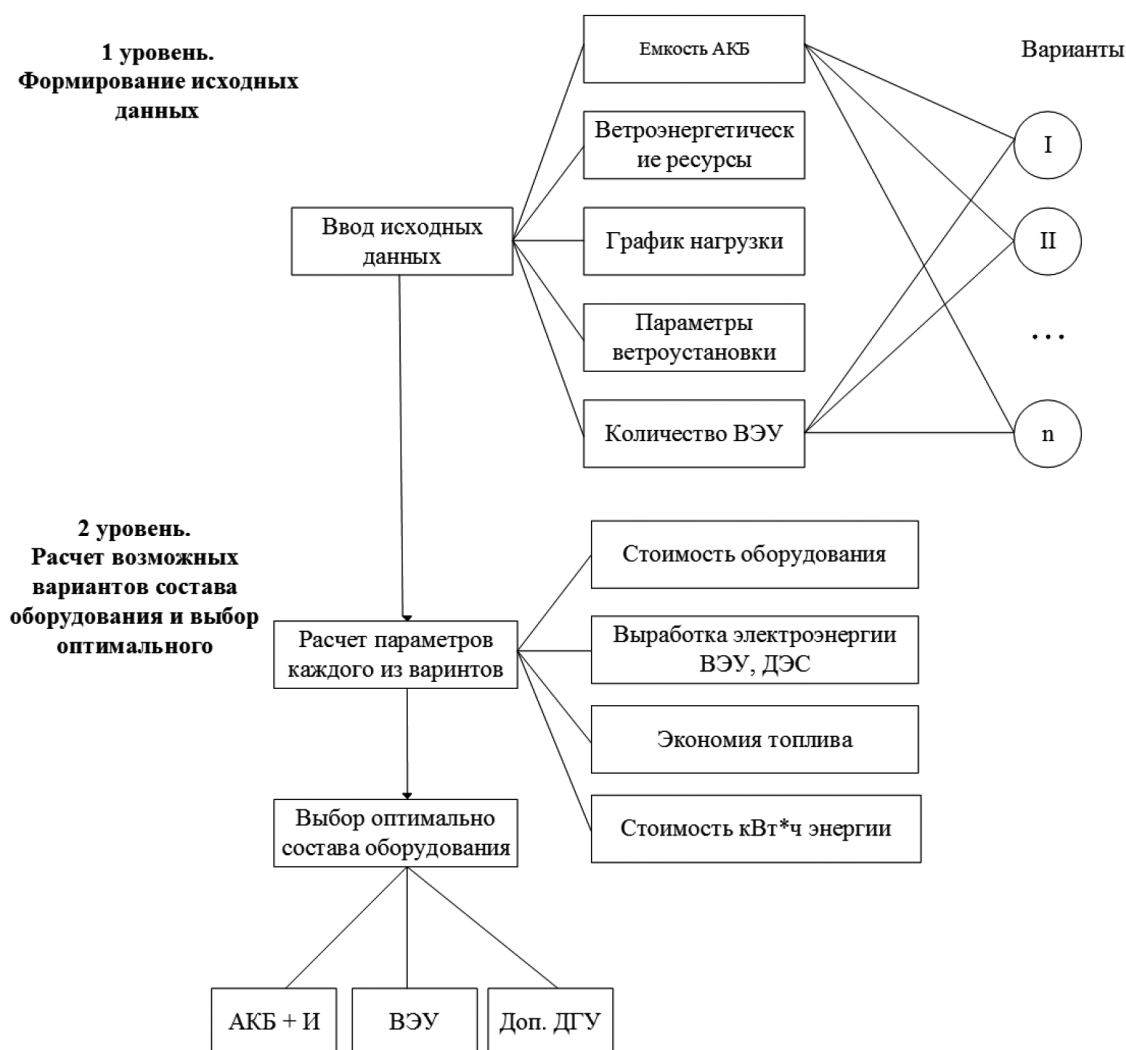 1 уровень.
Формирование исходных
данных
Емкость АКБ
Варианты
Ветроэнергетическ
ие ресурсы
I
Ввод исходных
данных
График нагрузки
II
Параметры
ветроустановки
...
Количество ВЭУ
n
2 уровень.
Расчет возможных
вариантов состава
оборудования и выбор
оптимального
Стоимость оборудования
Расчет параметров
каждого из варинтов
Выработка электроэнергии
ВЭУ, ДЭС
Экономия топлива
Выбор оптимально
состава оборудования
Стоимость кВт*ч энергии
АКБ + И
ВЭУ
Доп. ДГУ